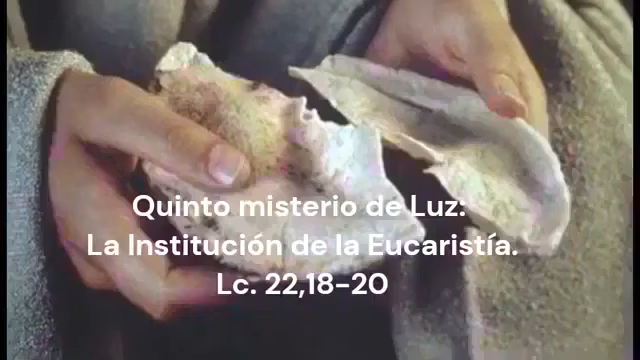 Quinto misterio de Luz:
La Institución de la Eucaristía.
Lc. 22,18-20